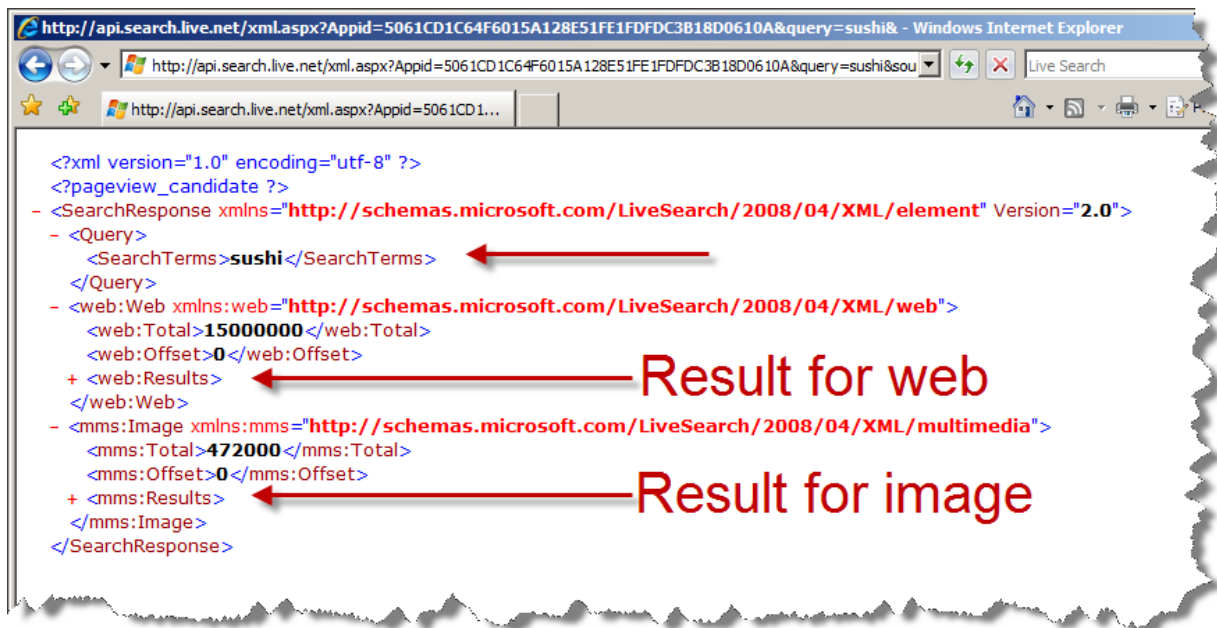 http://api.search.live.net/xml.aspx?Appid=5061CD1C64F6015A128E51FE1FDFDC3B18D0610A&query=sushi& - Windows Internet Explorer
http://api.search.live.net/xml.aspx?Appid=5061CD1C64F6015A128E51FE1FDFDC3B18D0610A&query=sushi&sou
Live Search
http://api.search.live.net/xml.aspx?Appid=5061CD1...
<?xml version="1.0" encoding="utf-8" ?>
<?pageview_candidate ?>
- <SearchResponse xmlns="http://schemas.microsoft.com/LiveSearch/2008/04/XML/element" Version="2.0">
- <Query>
<SearchTerms>sushi</SearchTerms>
</Query>
- <web:Web xmlns:web="http://schemas.microsoft.com/LiveSearch/2008/04/XML/web">
<web:Total>15000000</web:Total>
<web:Offset>0</web:Offset>
+ <web:Results>
Result for web
</web:Web>
- <mms:Image xmlns:mms="http://schemas.microsoft.com/LiveSearch/2008/04/XML/multimedia">
<mms:Total>472000</mms:Total>
<mms:Offset>0</mms:Offset>
+ <mms:Results>
Result for image
</mms:Image>
</SearchResponse>